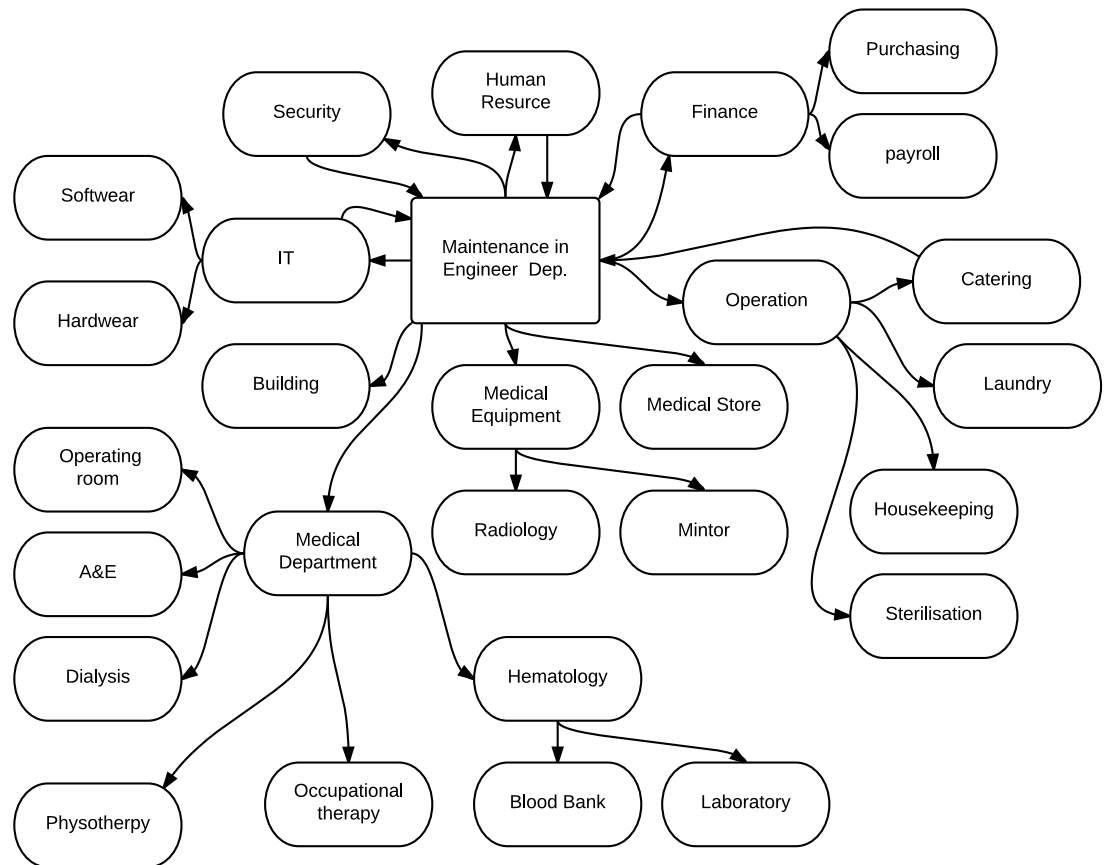 Purchasing
Human
Resurce
Security
Finance
payroll
Softwear
IT
Maintenance in
Engineer Dep.
Catering
Operation
Hardwear
Building
Medical
Equipment
Medical Store
Laundry
Operating
room
Radiology
Mintor
Housekeeping
Medical
Department
A&E
Sterilisation
Dialysis
Hematology
Physotherpy
Occupational
therapy
Blood Bank
Laboratory